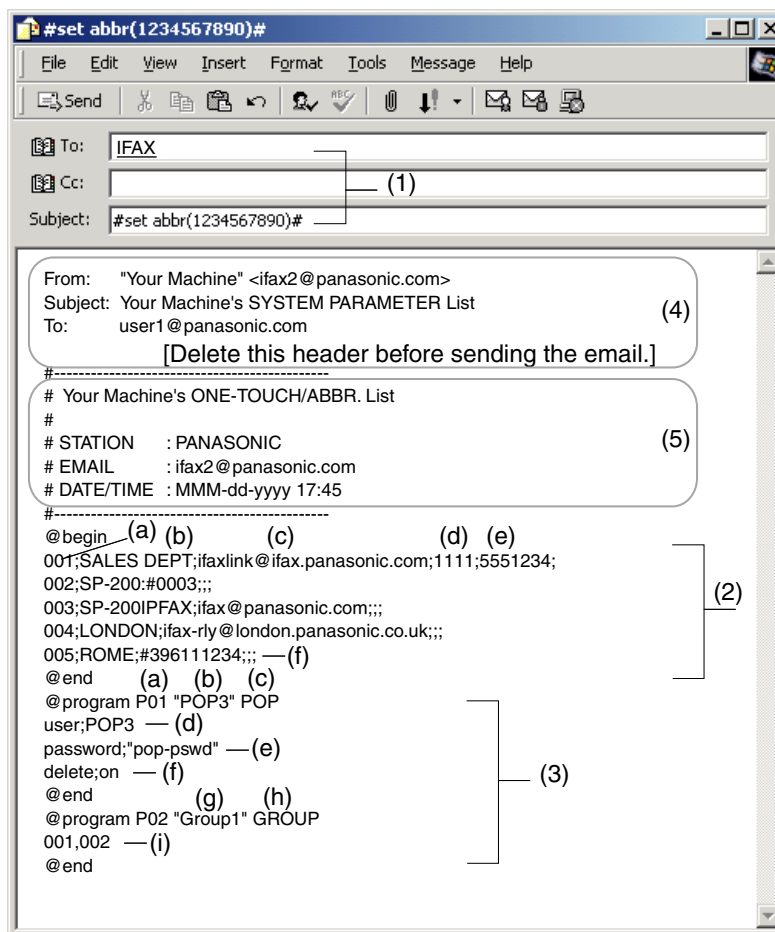 #set abbr(1234567890)#
File Edit View Insert Format Tools Message Help
Send ABC
To: IFAX
(1)
Cc:
Subject: #set abbr(1234567890)#
From: "Your Machine" <ifax2@panasonic.com>
Subject: Your Machine's SYSTEM PARAMETER List
(4)
To: user1@panasonic.com
[Delete this header before sending the email.]
#---------------------------------------------
# Your Machine's ONE-TOUCH/ABBR. List
#
# STATION : PANASONIC
(5)
# EMAIL : ifax2@panasonic.com
# DATE/TIME : MMM-dd-yyyy 17:45
#---------------------------------------------
@begin (a) (b) (c) (d) (e)
001;SALES DEPT;ifaxlink@ifax.panasonic.com;1111;5551234;
002;SP-200:#0003;;;
(2)
003;SP-200IPFAX;ifax@panasonic.com;;;
004;LONDON;ifax-rly@london.panasonic.co.uk;;;
005;ROME;#396111234;;; (f)
@end (a) (b) (c)
@program P01 "POP3" POP
user;POP3 (d)
password;"pop-pswd" (e)
delete;on (f)
(3)
@end (g) (h)
@program P02 "Group1" GROUP
001,002 (i)
@end